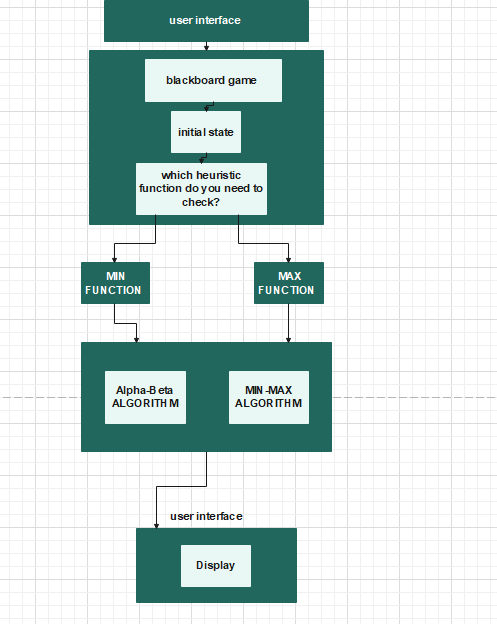 user interface
blackboard game
initial state
which heuristic
function do you need to
check?
MIN
FUNCTION
MAX
FUNCTION
Alpha-Beta
ALGORITHM
MIN-MAX
ALGORITHM
user interface
Display